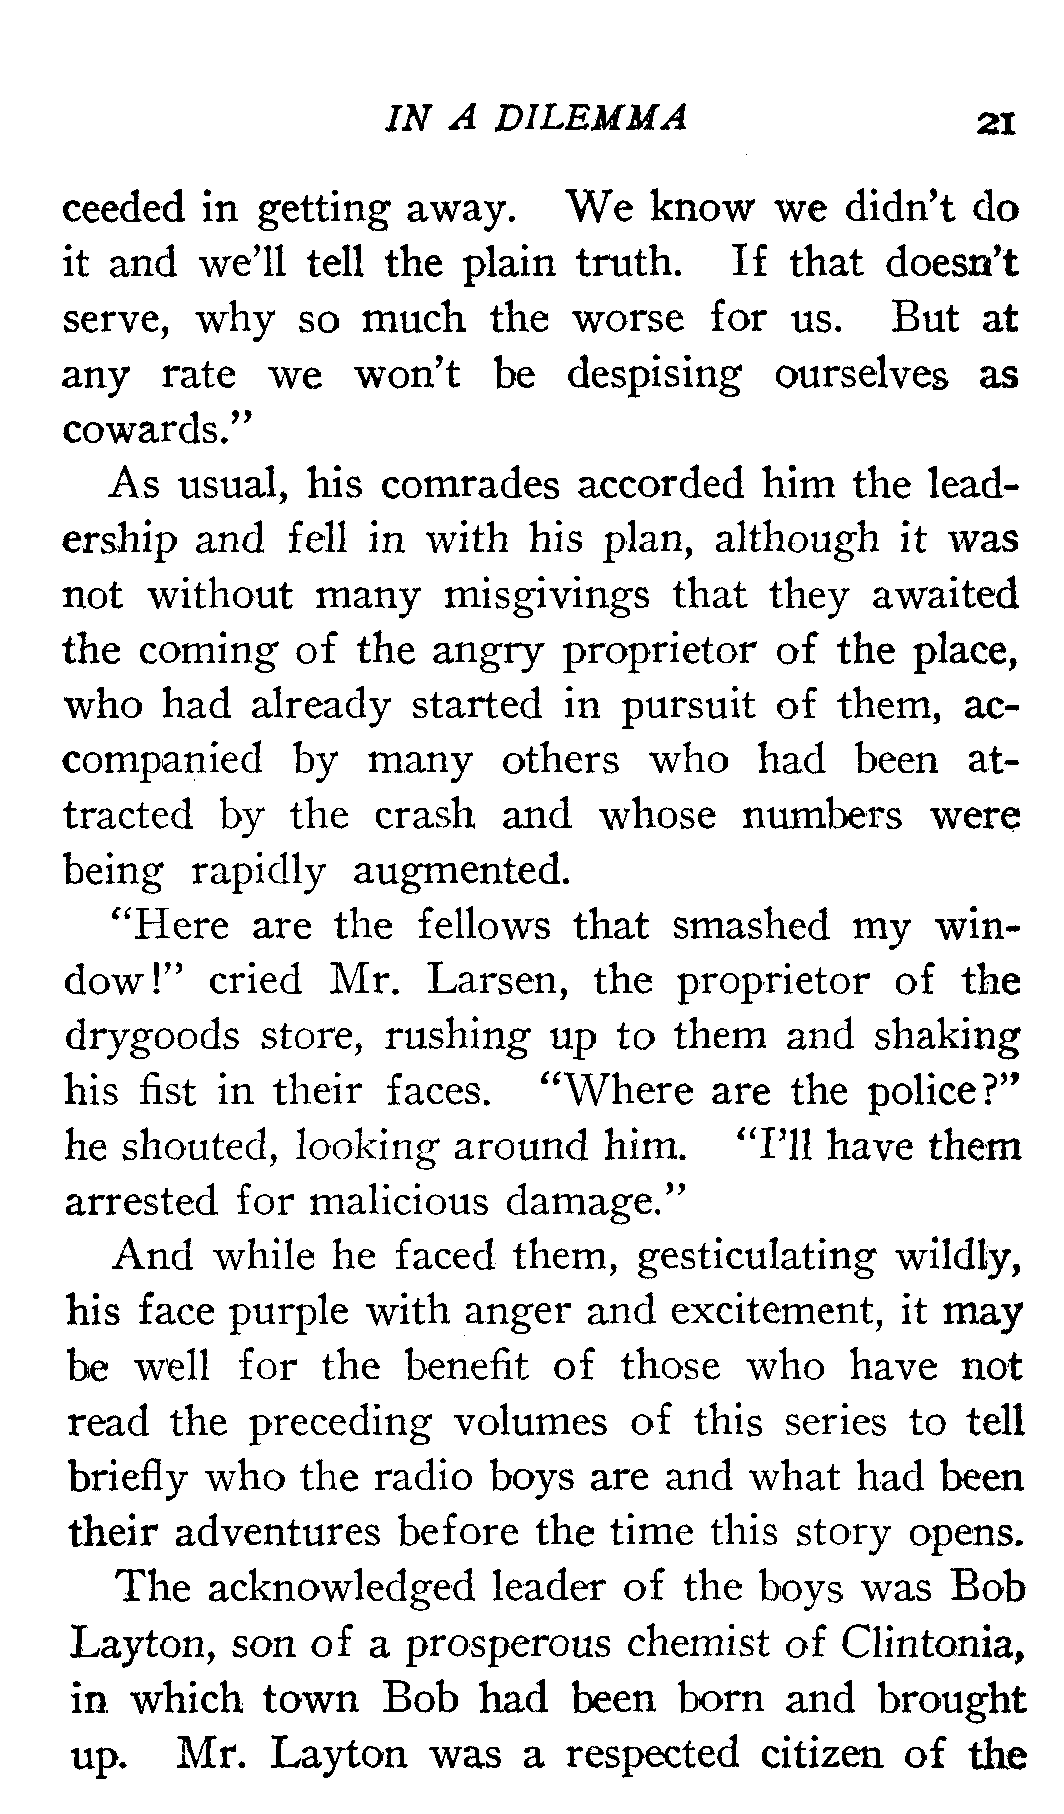 IN A DILEMMA 21
ceeded in getting away. We know we didn't do
it and we'll tell the plain truth. If that doesn't
serve, why so much the worse for us. But at
any rate we won't be despising ourselves as
cowards."
As usual, his comrades accorded him the lead-
ership and fell in with his plan, although it was
not without many misgivings that they awaited
the coming of the angry proprietor of the place,
who had already started in pursuit of them, ac-
companied by many others who had been at-
tracted by the crash and whose numbers were
being rapidly augmented.
"Here are the fellows that smashed my win-
dow!" cried Mr. Larsen, the proprietor of the
drygoods store, rushing up to them and shaking
his fist in their faces. "Where are the police?"
he shouted, looking around him. "I'll have them
arrested for malicious damage."
And while he faced them, gesticulating wildly,
his face purple with anger and excitement, it may
be well for the benefit of those who have not
read the preceding volumes of this series to tell
briefly who the radio boys are and what had been
their adventures before the time this story opens.
The acknowledged leader of the boys was Bob
Layton, son of a prosperous chemist of Clintonia,
in which town Bob had been born and brought
up. Mr. Layton was a respected citizen of the